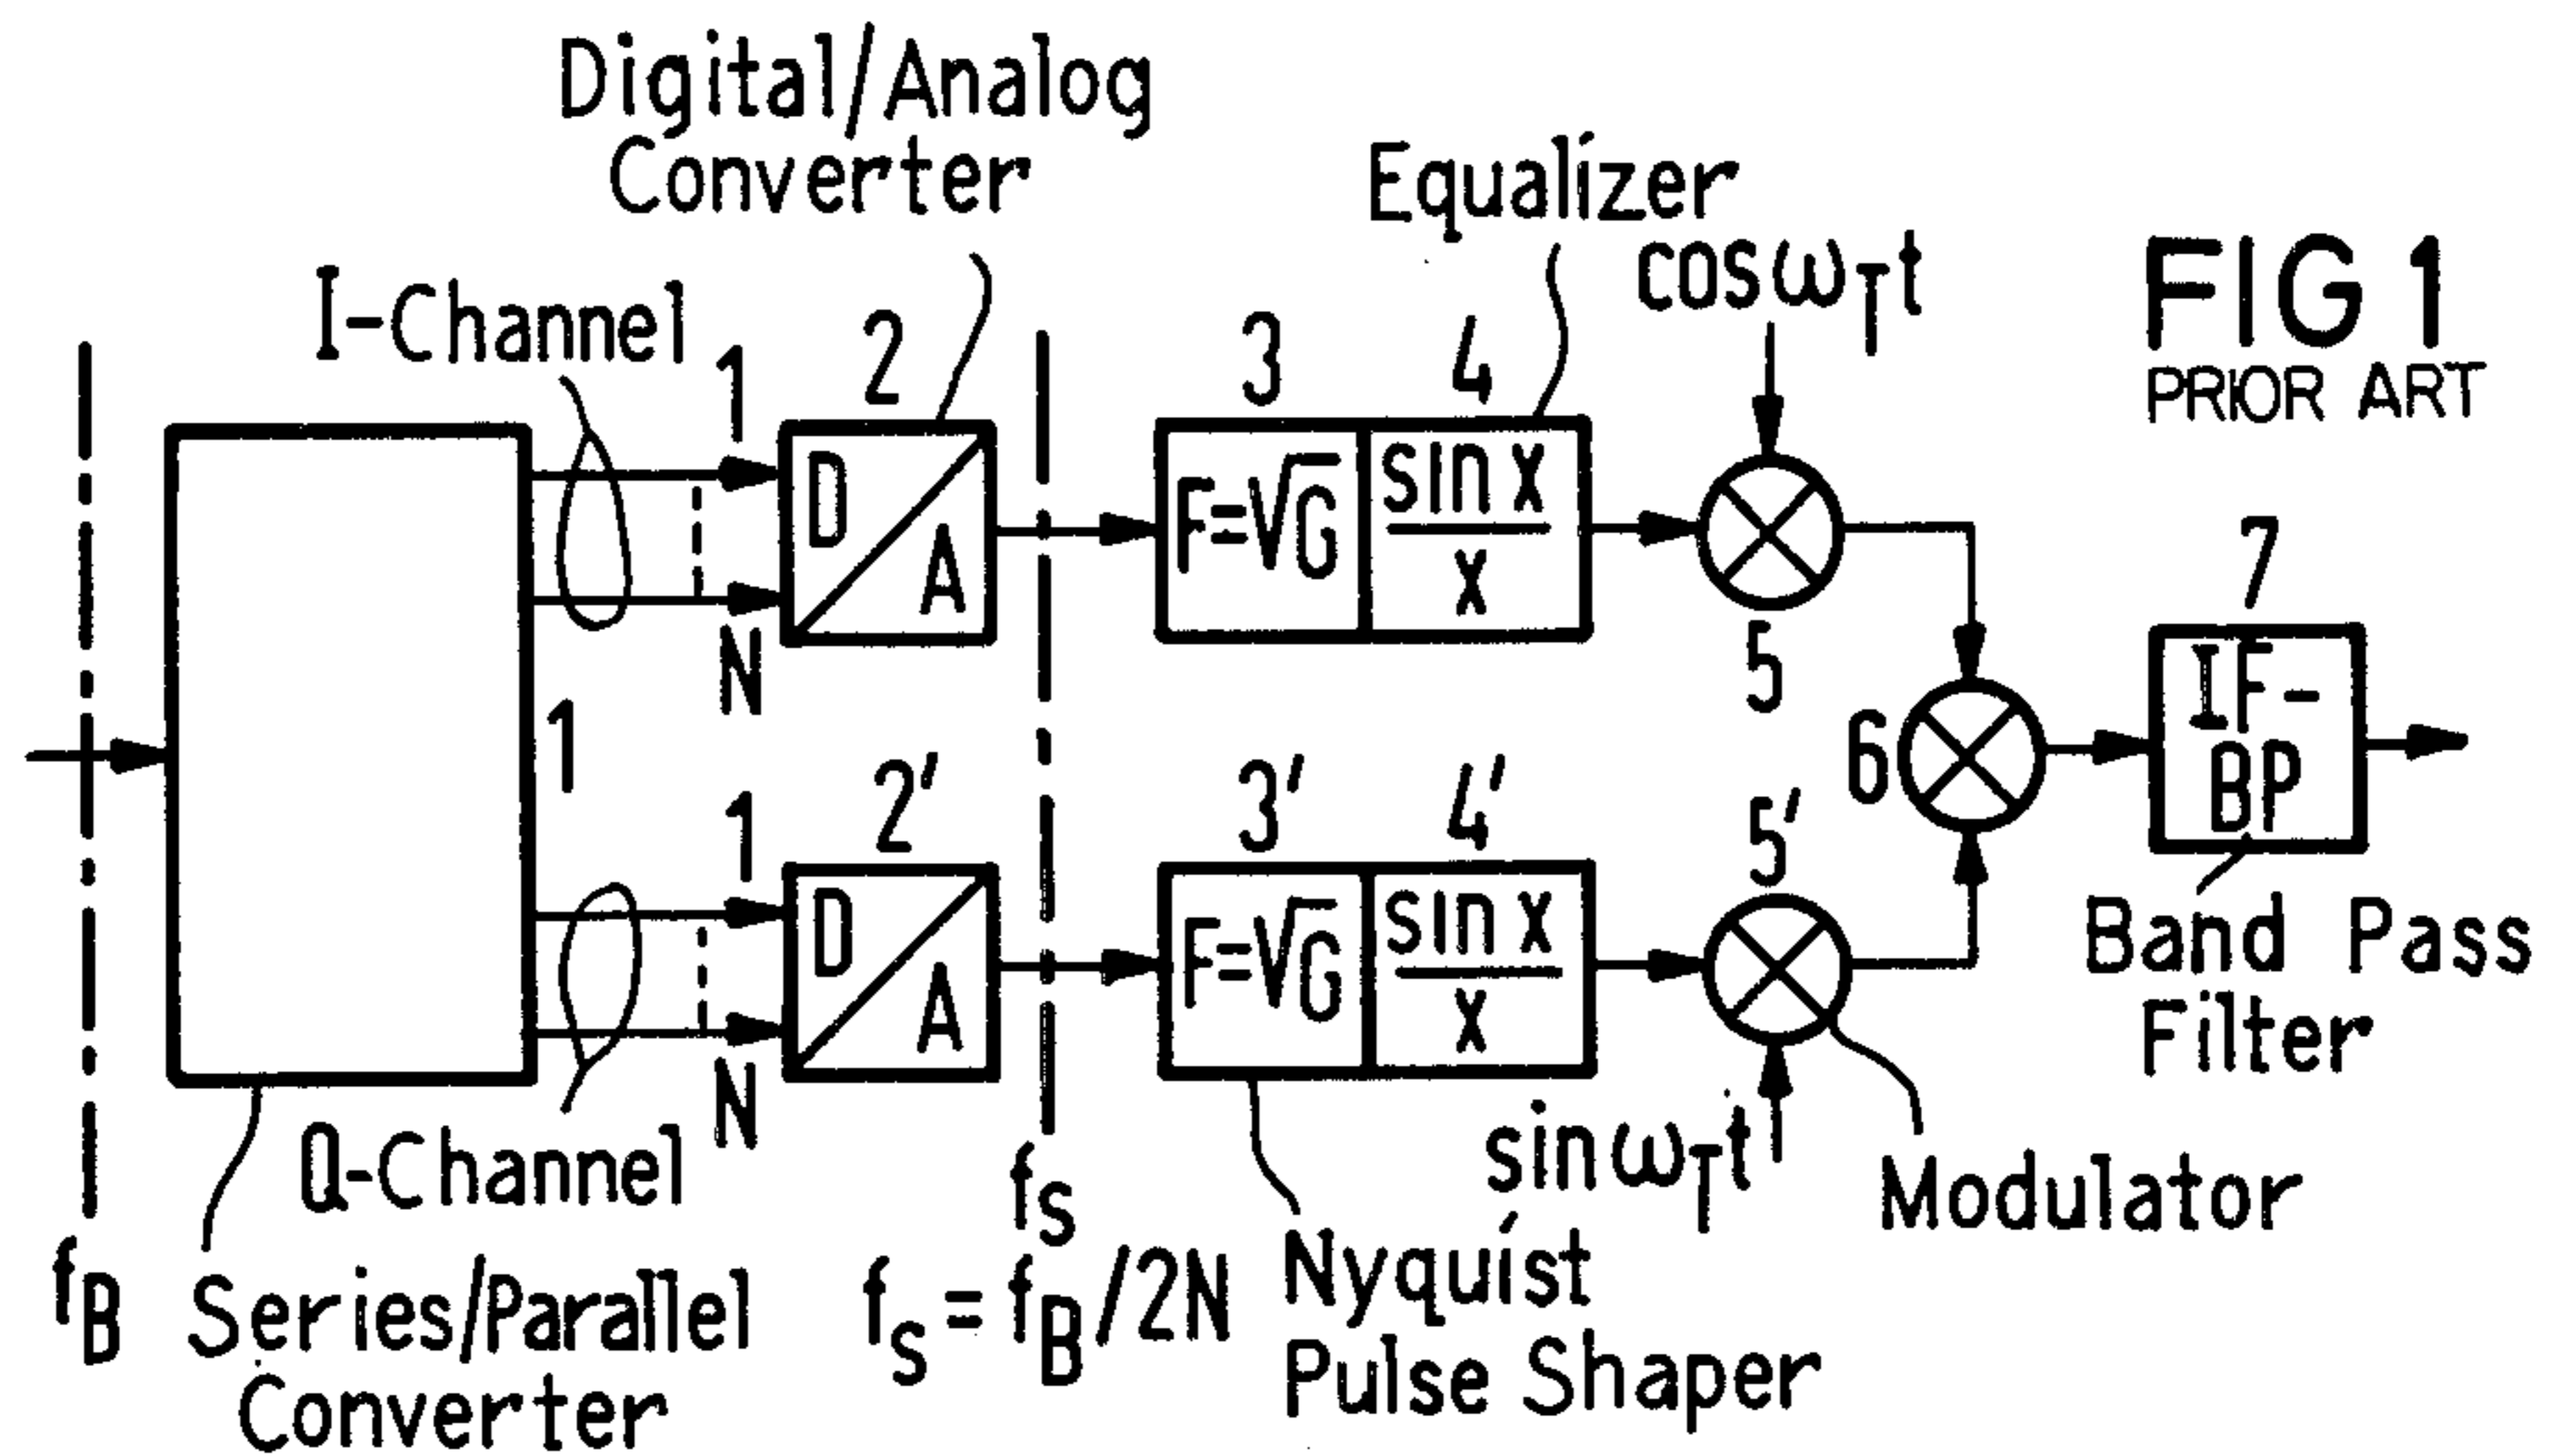 Digital/Analog
Converter
Equalizer
cos ω_T t
FIG 1
PRIOR ART
I-Channel
1
2
3
4
D
A
F=√G
sin x
x
N
5
1
6
7
IF-
BP
Band Pass
Filter
1
2'
3'
4'
5'
D
A
F=√G
sin x
x
N
Q-Channel
sin ω_T t
Modulator
f_B
Series/Parallel
Converter
f_S
f_S = f_B/2N
Nyquist
Pulse Shaper